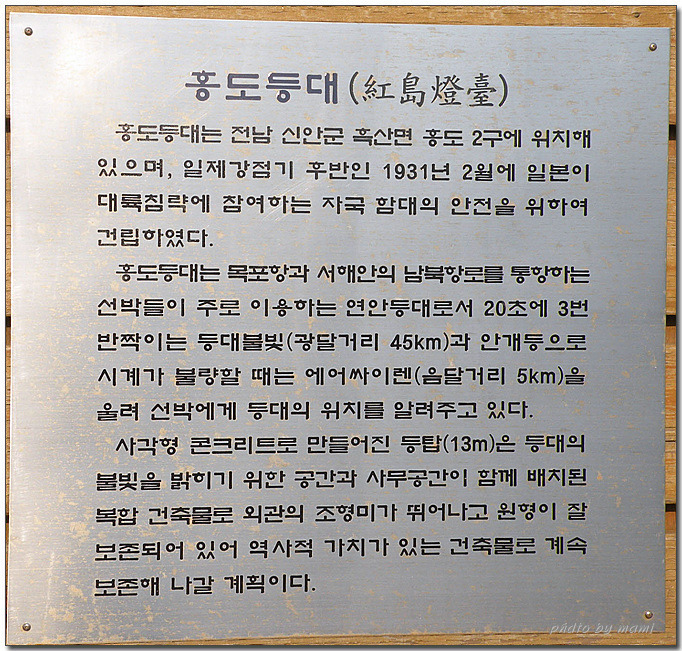 홍도등대(紅島燈臺)
홍도등대는 전남 신안군 흑산면 홍도 2구에 위치해
있으며, 일제강점기 후반인 1931년 2월에 일본이
대륙침략에 참여하는 자국 함대의 안전을 위하여
건립하였다.
홍도등대는 목포항과 서해안의 남북항로를 통항하는
선박들이 주로 이용하는 연안등대로서 20초에 3번
반짝이는 등대불빛(광달거리 45km)과 안개등으로
시계가 불량할 때는 에어싸이렌(음달거리 5km)을
울려 선박에게 등대의 위치를 알려주고 있다.
사각형 콘크리트로 만들어진 등탑(13m)은 등대의
불빛을 밝히기 위한 공간과 사무공간이 함께 배치된
복합 건축물로 외관의 조형미가 뛰어나고 원형이 잘
보존되어 있어 역사적 가치가 있는 건축물로 계속
보존해 나갈 계획이다.
photo by mami